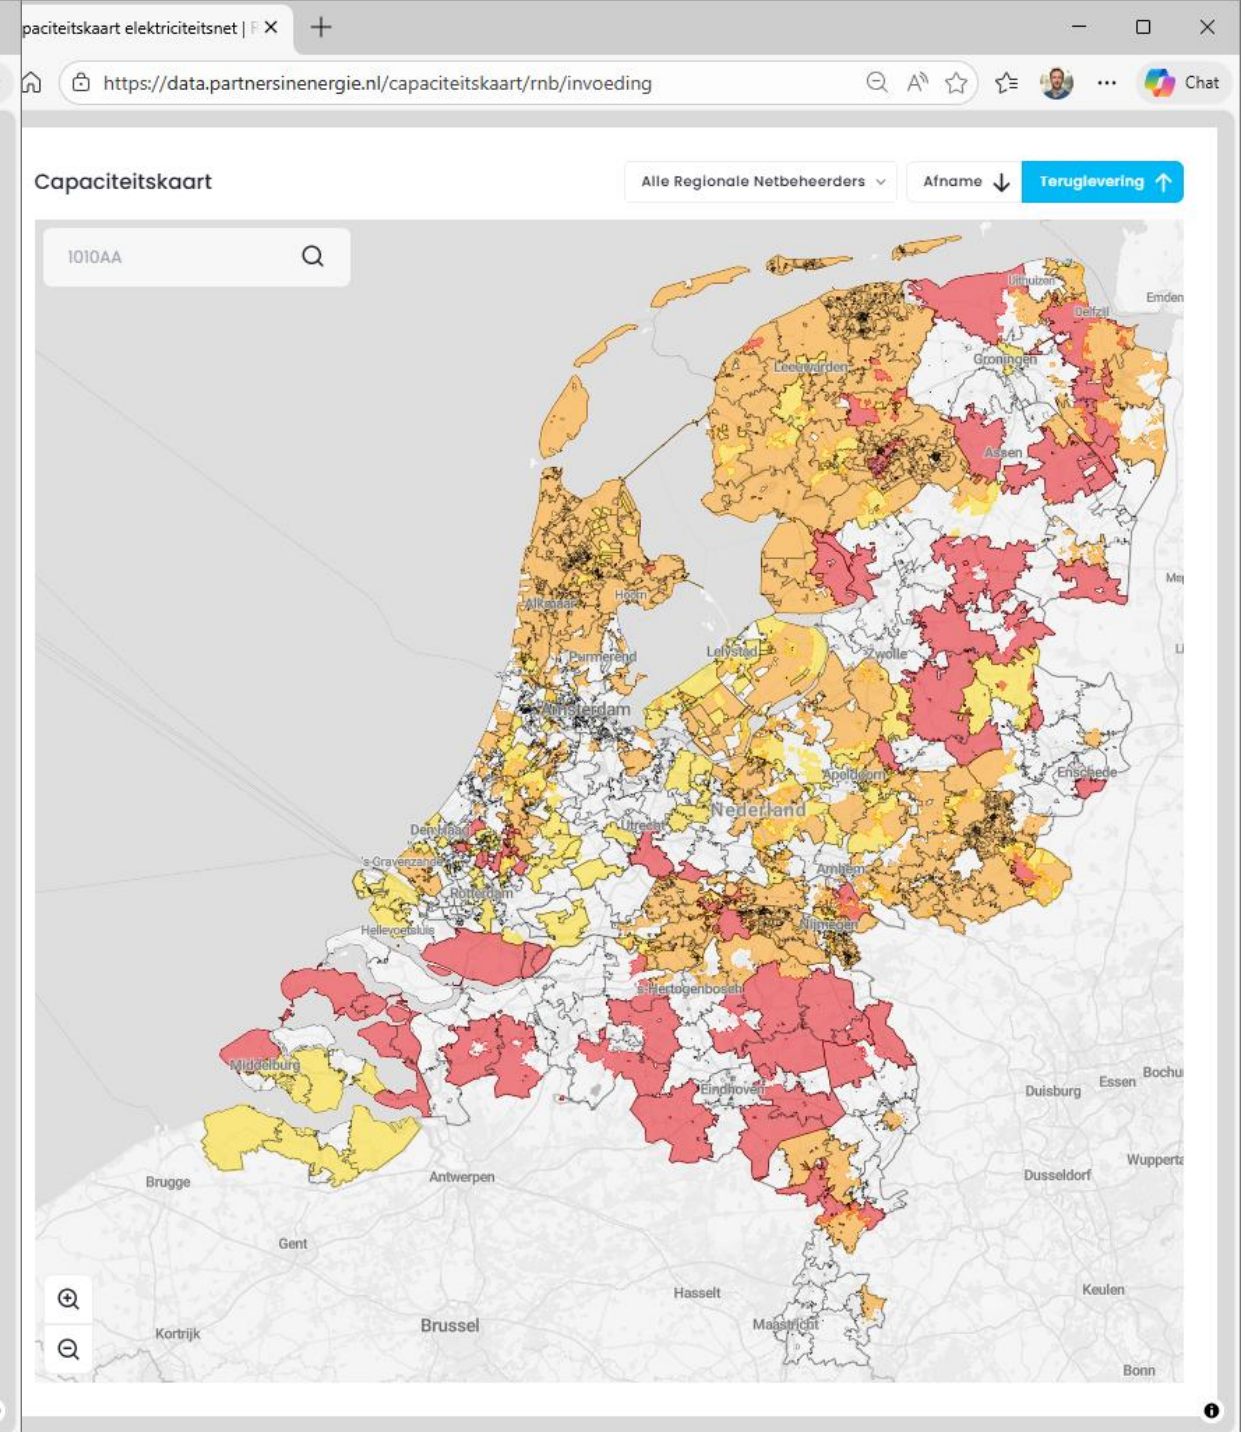 paciteitskaart elektriciteitsnet |
https://data.partnersinenergie.nl/capaciteitskaart/rnb/invoeding
Chat
Capaciteitskaart
Alle Regionale Netbeheerders
Afname
Teruglevering
1010AA
Uithuizen
Emden
Delfzijl
Groningen
Leeuwarden
Assen
Alkmaar
Hoorn
Purmerend
Lelystad
Zwolle
Amsterdam
Apeldoorn
Enschede
Nederland
Den Haag
Utrecht
's-Gravenzande
Arnhem
Rotterdam
Nijmegen
Hellevoetsluis
's-Hertogenbosch
Middelburg
Eindhoven
Bochu
Essen
Duisburg
Wupperta
Dusseldorf
Antwerpen
Brugge
Gent
Hasselt
Keulen
Maastricht
Brussel
Kortrijk
Bonn